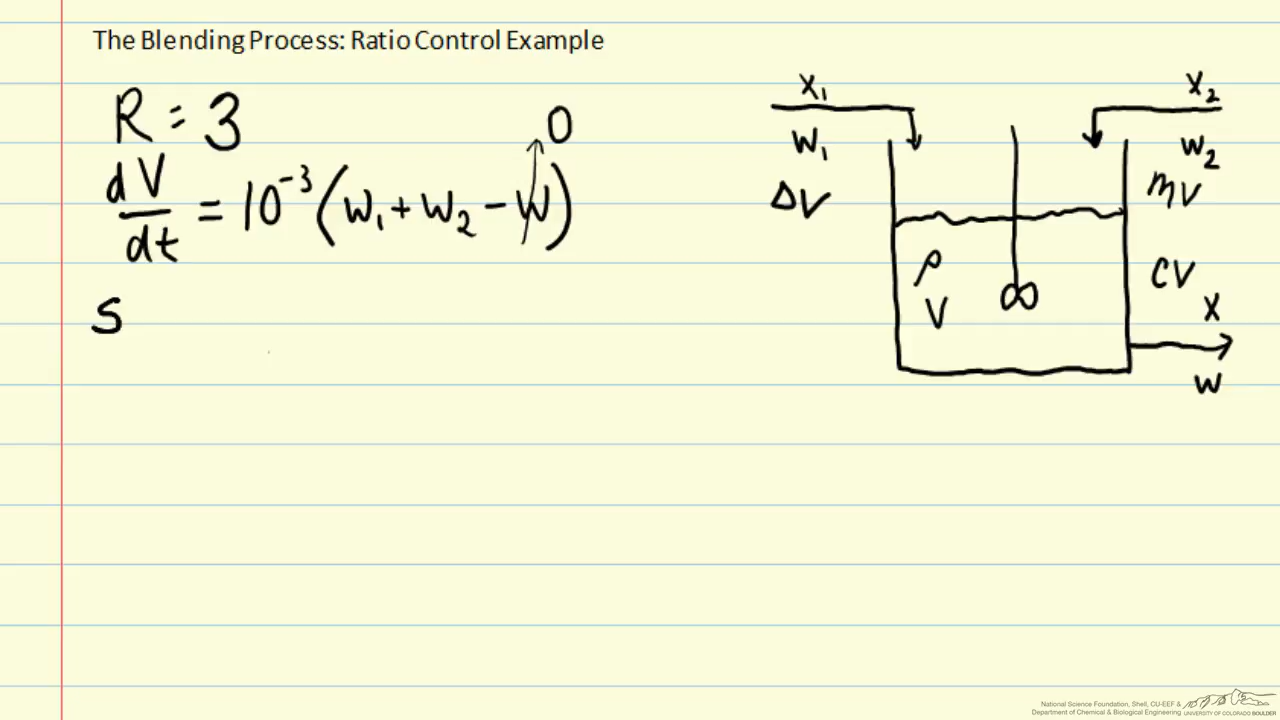 The Blending Process: Ratio Control Example
R = 3
0
dV/dt = 10⁻³ (w₁ + w₂ − w)
S
x₁
w₁
ΔV
x₂
w₂
mV
ρ
V
CV
x
w
National Science Foundation, Shell, CU-EEF &
Department of Chemical & Biological Engineering UNIVERSITY OF COLORADO BOULDER